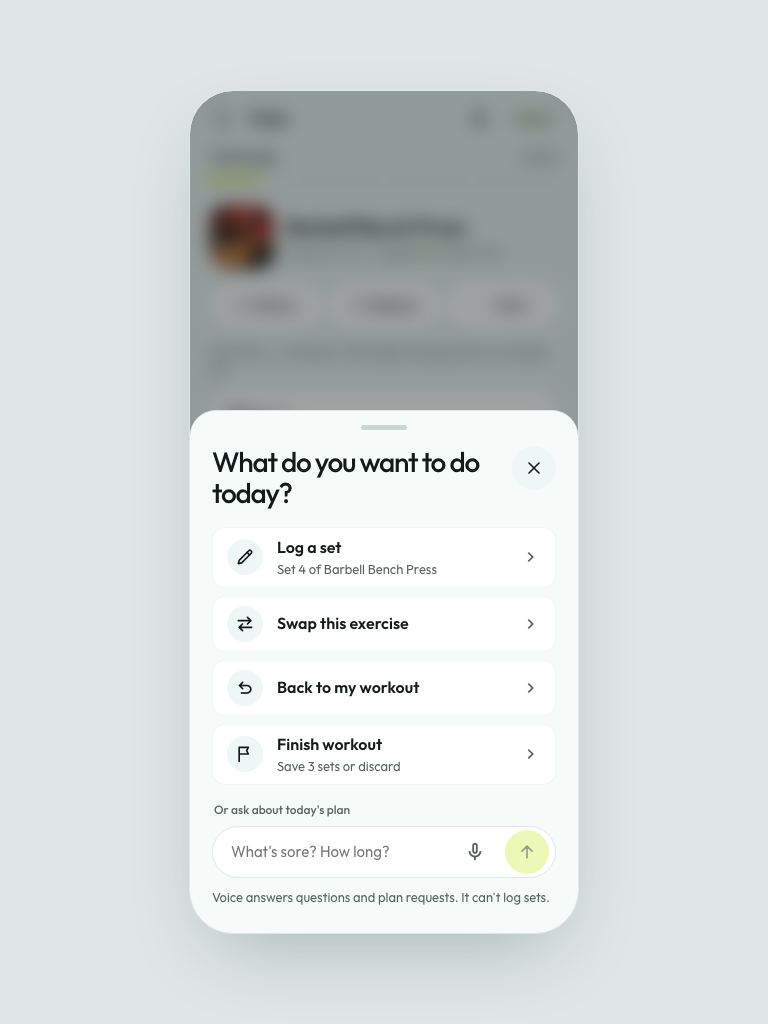 What do you want to do
today?
Log a set
Set 4 of Barbell Bench Press
Swap this exercise
Back to my workout
Finish workout
Save 3 sets or discard
Or ask about today's plan
What's sore? How long?
Voice answers questions and plan requests. It can't log sets.